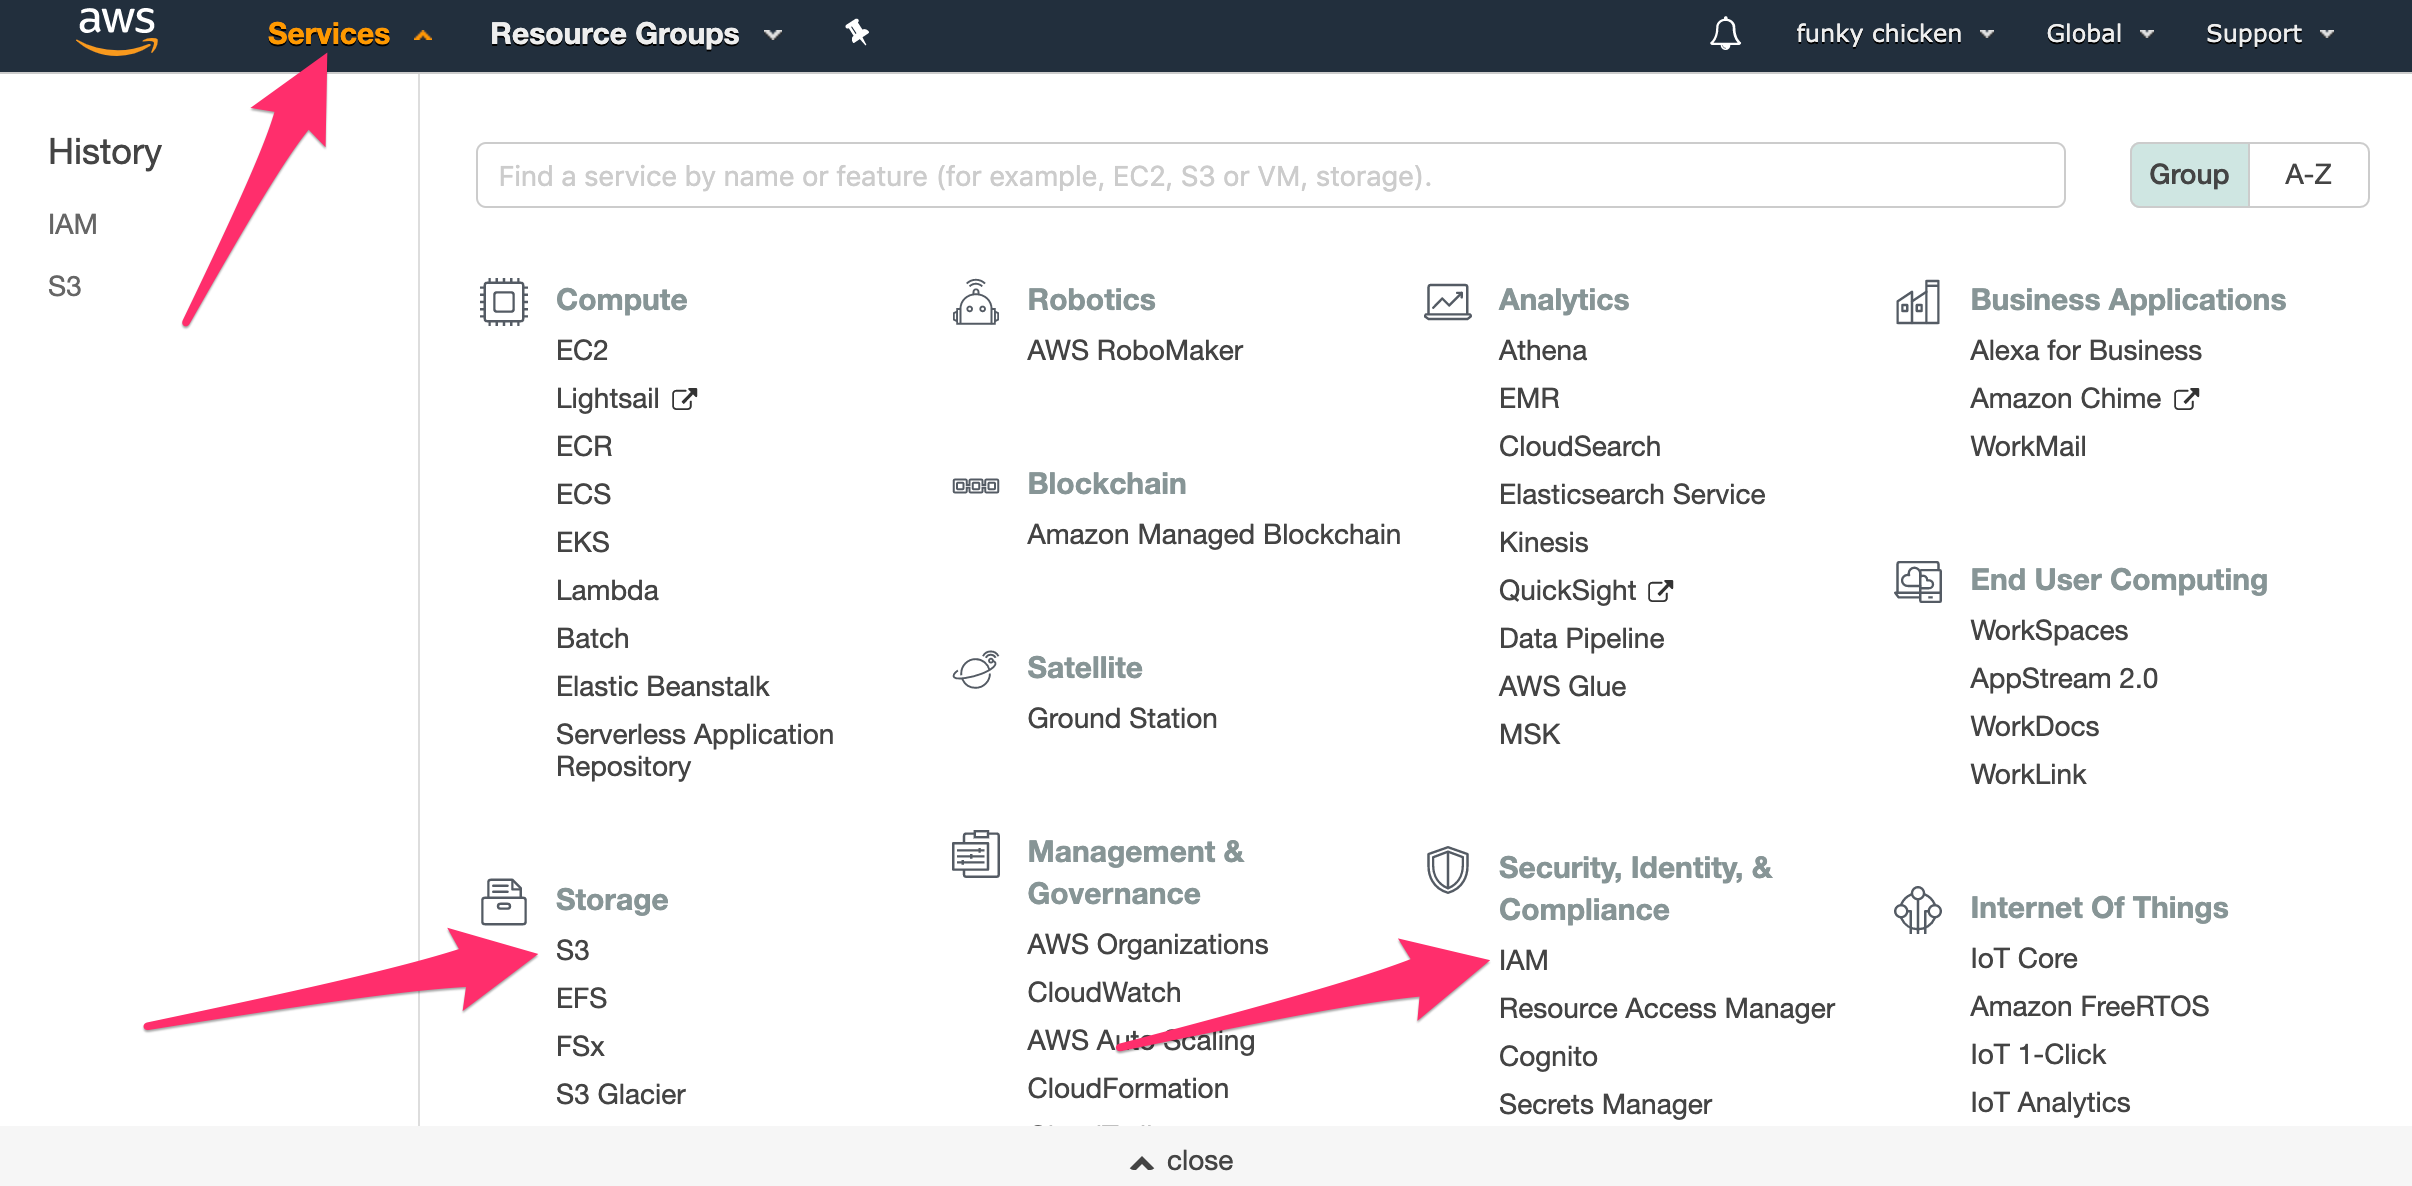 aws
Services
Resource Groups
funky chicken
Global
Support
History
IAM
S3
Find a service by name or feature (for example, EC2, S3 or VM, storage).
Group
A-Z
Compute
EC2
Lightsail
ECR
ECS
EKS
Lambda
Batch
Elastic Beanstalk
Serverless Application
Repository
Storage
S3
EFS
FSx
S3 Glacier
Robotics
AWS RoboMaker
Blockchain
Amazon Managed Blockchain
Satellite
Ground Station
Management &
Governance
AWS Organizations
CloudWatch
AWS Auto Scaling
CloudFormation
Analytics
Athena
EMR
CloudSearch
Elasticsearch Service
Kinesis
QuickSight
Data Pipeline
AWS Glue
MSK
Security, Identity, &
Compliance
IAM
Resource Access Manager
Cognito
Secrets Manager
Business Applications
Alexa for Business
Amazon Chime
WorkMail
End User Computing
WorkSpaces
AppStream 2.0
WorkDocs
WorkLink
Internet Of Things
IoT Core
Amazon FreeRTOS
IoT 1-Click
IoT Analytics
close